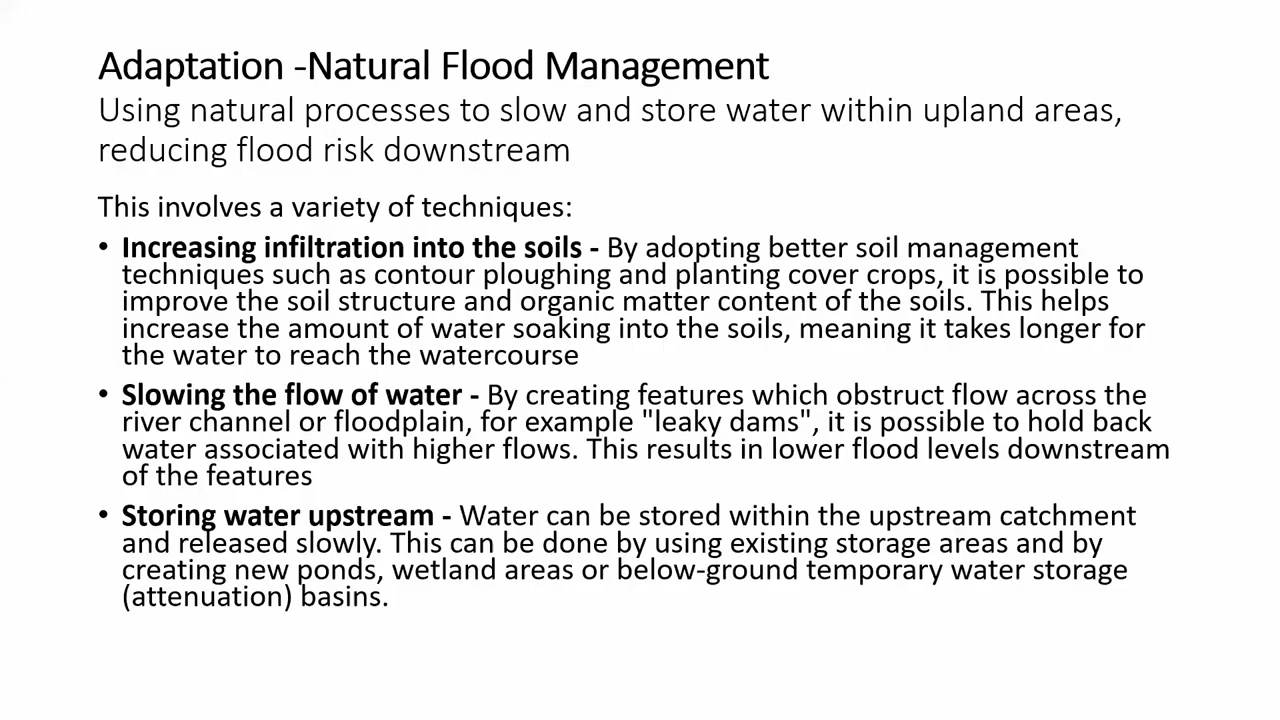 Adaptation -Natural Flood Management
Using natural processes to slow and store water within upland areas,
reducing flood risk downstream
This involves a variety of techniques:
• Increasing infiltration into the soils - By adopting better soil management
techniques such as contour ploughing and planting cover crops, it is possible to
improve the soil structure and organic matter content of the soils. This helps
increase the amount of water soaking into the soils, meaning it takes longer for
the water to reach the watercourse
• Slowing the flow of water - By creating features which obstruct flow across the
river channel or floodplain, for example "leaky dams", it is possible to hold back
water associated with higher flows. This results in lower flood levels downstream
of the features
• Storing water upstream - Water can be stored within the upstream catchment
and released slowly. This can be done by using existing storage areas and by
creating new ponds, wetland areas or below-ground temporary water storage
(attenuation) basins.